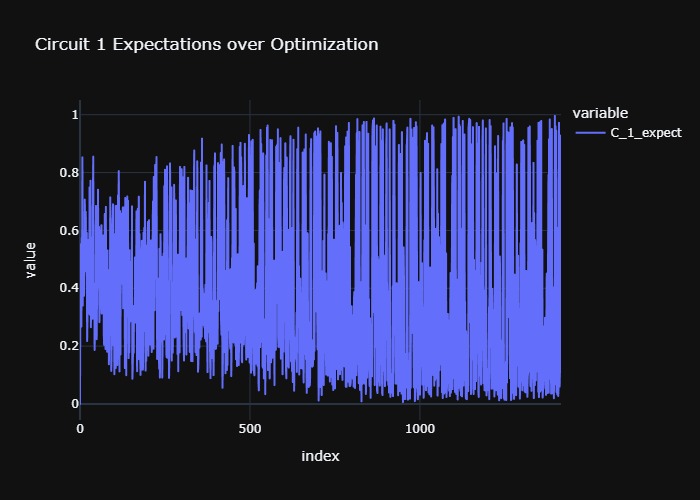 Circuit 1 Expectations over Optimization
variable
C_1_expect
value
1
0.8
0.6
0.4
0.2
0
0 500 1000
index